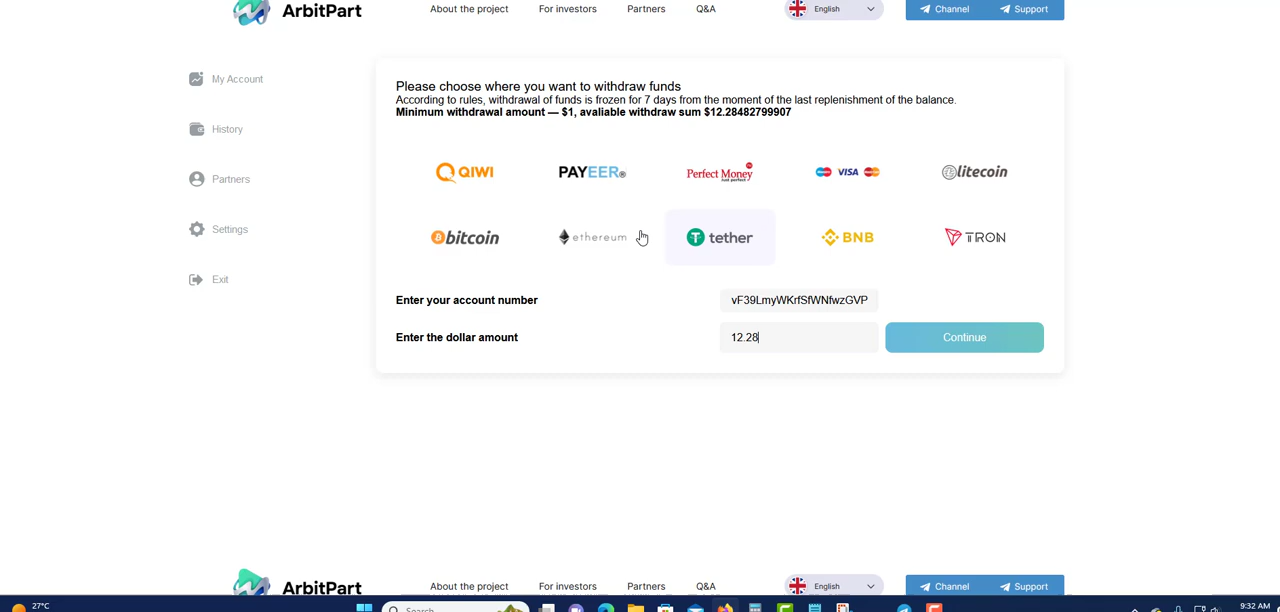 ArbitPart
About the project
For investors
Partners
Q&A
English
Channel
Support
My Account
History
Partners
Settings
Exit
Please choose where you want to withdraw funds
According to rules, withdrawal of funds is frozen for 7 days from the moment of the last replenishment of the balance.
Minimum withdrawal amount — $1, avaliable withdraw sum $12.28482799907
QIWI
PAYEER®
Perfect Money
Just perfect
VISA
litecoin
bitcoin
ethereum
tether
BNB
TRON
Enter your account number
vF39LmyWKrfSfWNfwzGVP
Enter the dollar amount
12.28
Continue
ArbitPart
About the project
For investors
Partners
Q&A
English
Channel
Support
27°C
Search
9:32 AM